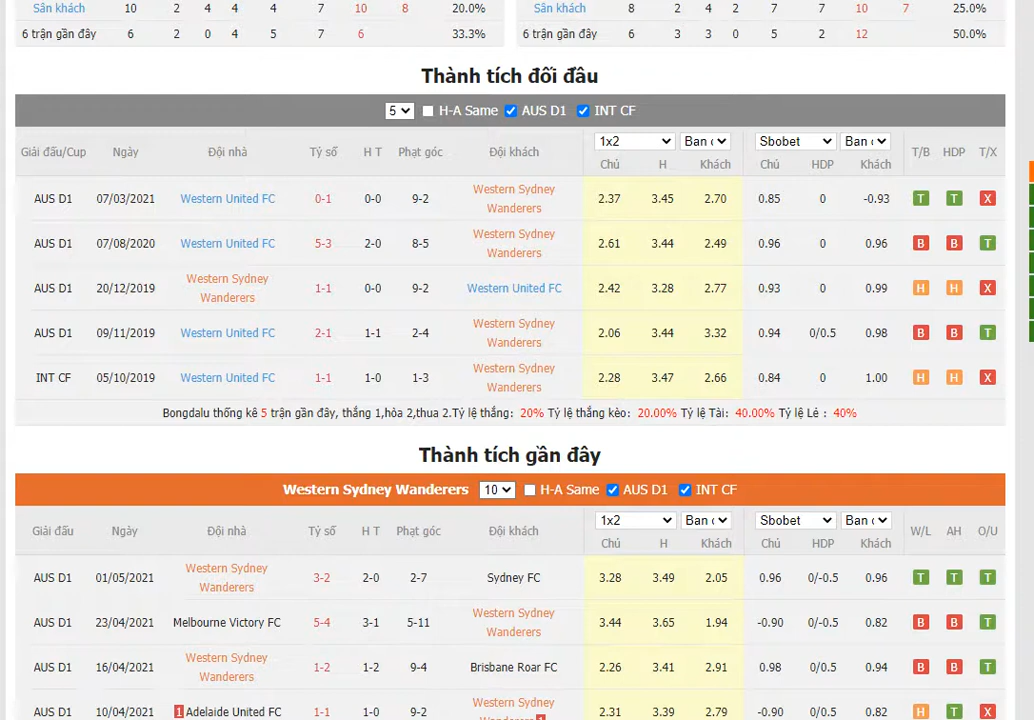 Sân khách 10 2 4 4 4 7 10 8 20.0%
6 trận gần đây 6 2 0 4 5 7 6 33.3%
Sân khách 8 2 4 2 7 7 10 7 25.0%
6 trận gần đây 6 3 3 0 5 2 12 50.0%
Thành tích đối đầu
5 H-A Same AUS D1 INT CF
Giải đấu/Cup Ngày Đội nhà Tỷ số H T Phạt góc Đội khách 1x2 Ban c Sbobet Ban c T/B HDP T/X
Chủ H Khách Chủ HDP Khách
AUS D1 07/03/2021 Western United FC 0-1 0-0 9-2 Western Sydney Wanderers 2.37 3.45 2.70 0.85 0 -0.93 T T X
AUS D1 07/08/2020 Western United FC 5-3 2-0 8-5 Western Sydney Wanderers 2.61 3.44 2.49 0.96 0 0.96 B B T
AUS D1 20/12/2019 Western Sydney Wanderers 1-1 0-0 9-2 Western United FC 2.42 3.28 2.77 0.93 0 0.99 H H X
AUS D1 09/11/2019 Western United FC 2-1 1-1 2-4 Western Sydney Wanderers 2.06 3.44 3.32 0.94 0/0.5 0.98 B B T
INT CF 05/10/2019 Western United FC 1-1 1-0 1-3 Western Sydney Wanderers 2.28 3.47 2.66 0.84 0 1.00 H H X
Bongdalu thống kê 5 trận gần đây, thắng 1,hòa 2,thua 2.Tỷ lệ thắng: 20% Tỷ lệ thắng kèo: 20.00% Tỷ lệ Tài: 40.00% Tỷ lệ Lẻ : 40%
Thành tích gần đây
Western Sydney Wanderers 10 H-A Same AUS D1 INT CF
Giải đấu Ngày Đội nhà Tỷ số H T Phạt góc Đội khách 1x2 Ban c Sbobet Ban c W/L AH O/U
Chủ H Khách Chủ HDP Khách
AUS D1 01/05/2021 Western Sydney Wanderers 3-2 2-0 2-7 Sydney FC 3.28 3.49 2.05 0.96 0/-0.5 0.96 T T T
AUS D1 23/04/2021 Melbourne Victory FC 5-4 3-1 5-11 Western Sydney Wanderers 3.44 3.65 1.94 -0.90 0/-0.5 0.82 B B T
AUS D1 16/04/2021 Western Sydney Wanderers 1-2 1-2 9-4 Brisbane Roar FC 2.26 3.41 2.91 0.98 0/0.5 0.94 B B T
AUS D1 10/04/2021 1 Adelaide United FC 1-1 1-0 9-2 Western Sydney Wanderers 1 2.31 3.39 2.79 -0.90 0/0.5 0.82 H T X